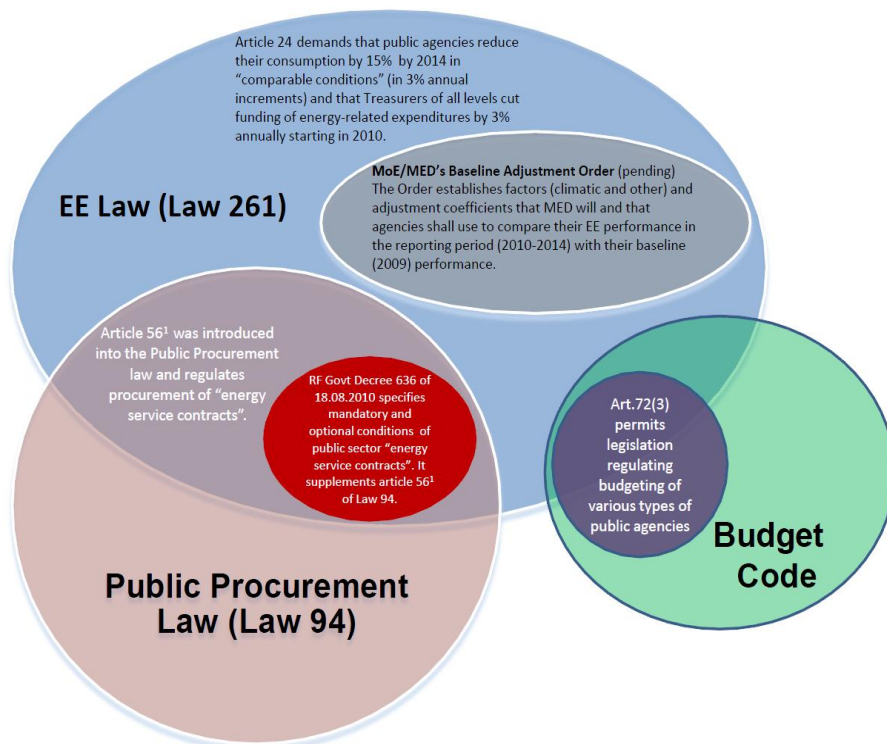 Article 24 demands that public agencies reduce
their consumption by 15% by 2014 in
“comparable conditions” (in 3% annual
increments) and that Treasurers of all levels cut
funding of energy-related expenditures by 3%
annually starting in 2010.
MoE/MED’s Baseline Adjustment Order (pending)
The Order establishes factors (climatic and other) and
adjustment coefficients that MED will and that
agencies shall use to compare their EE performance in
the reporting period (2010-2014) with their baseline
(2009) performance.
EE Law (Law 261)
Article 56¹ was introduced
into the Public Procurement
law and regulates
procurement of “energy
service contracts”.
RF Govt Decree 636 of
18.08.2010 specifies
mandatory and
optional conditions of
public sector “energy
service contracts”. It
supplements article 56¹
of Law 94.
Art.72(3)
permits
legislation
regulating
budgeting of
various types of
public agencies
Budget
Code
Public Procurement
Law (Law 94)